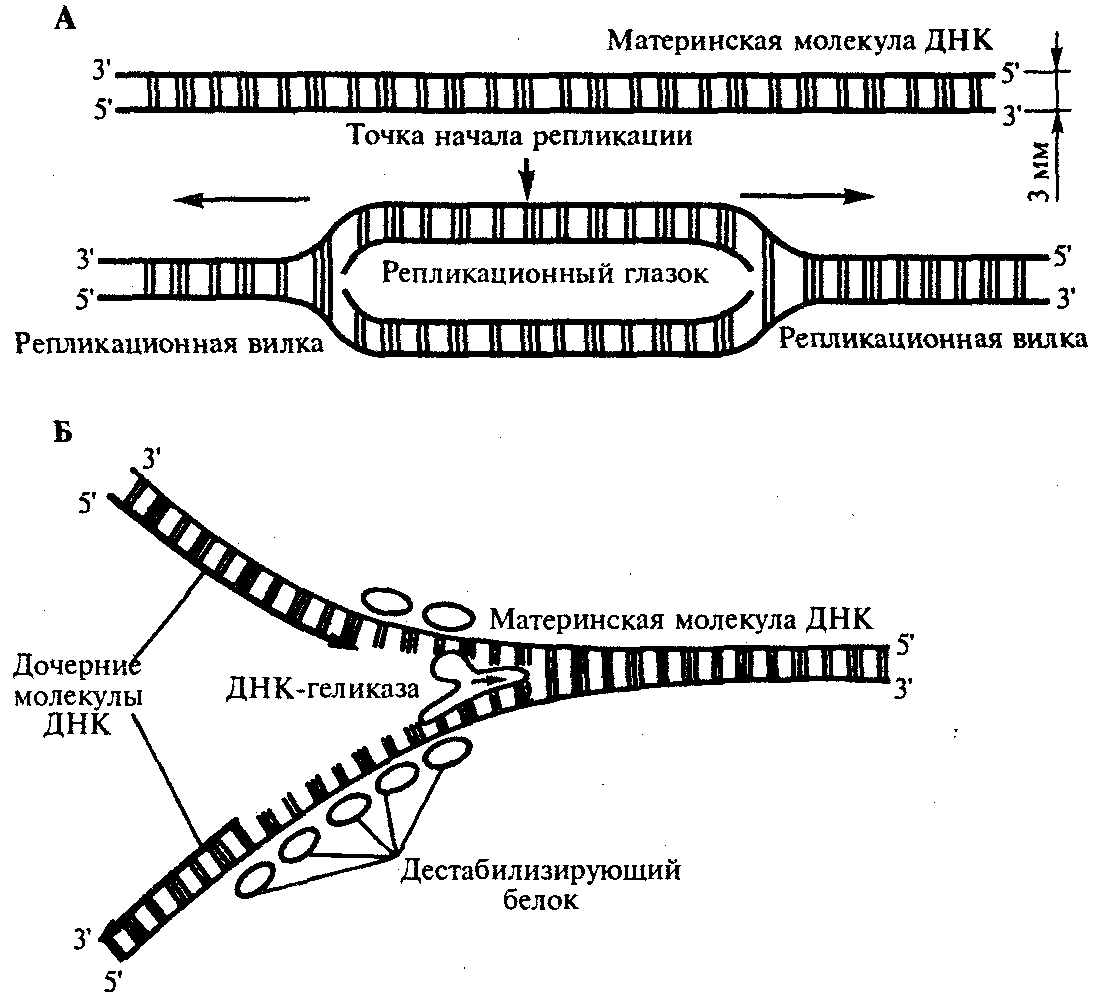 А
Материнская молекула ДНК
3'
5'
5'
3'
3 мм
Точка начала репликации
3'
5'
Репликационный глазок
5'
3'
Репликационная вилка
Репликационная вилка
Б
3'
5'
Материнская молекула ДНК
5'
3'
Дочерние
молекулы
ДНК
ДНК-геликаза
Дестабилизирующий
белок
3'
5'